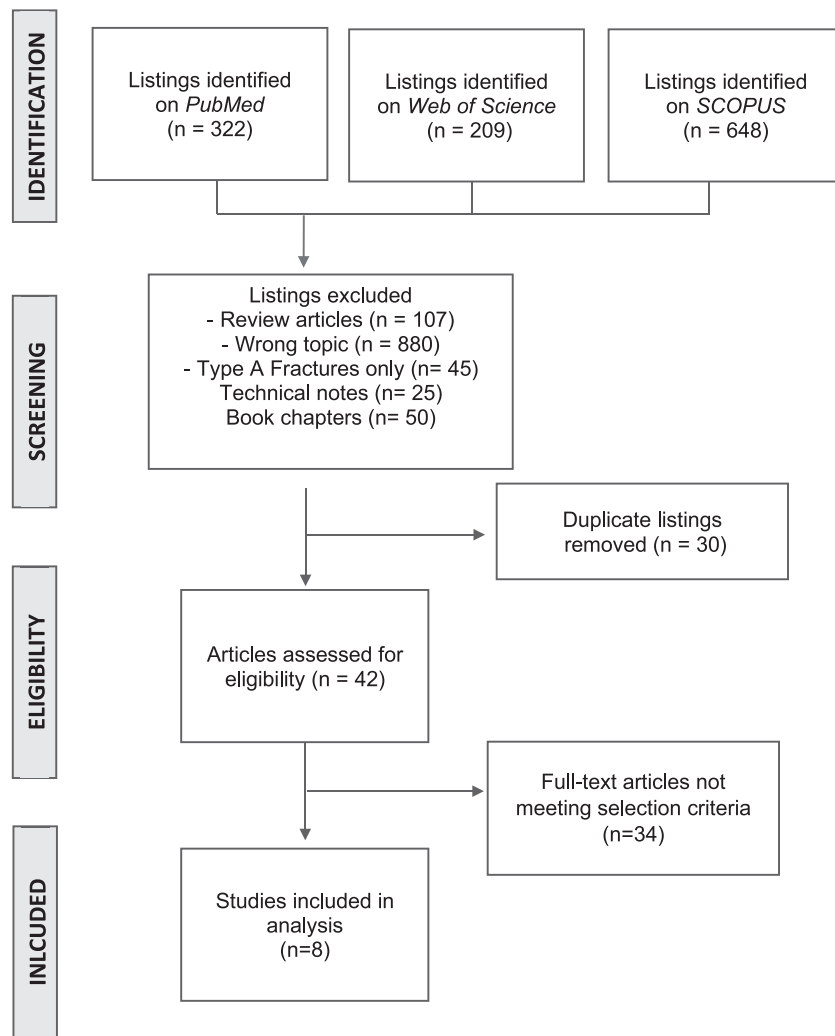 IDENTIFICATION
Listings identified
on PubMed
(n = 322)
Listings identified
on Web of Science
(n = 209)
Listings identified
on SCOPUS
(n = 648)
SCREENING
Listings excluded
- Review articles (n = 107)
- Wrong topic (n = 880)
- Type A Fractures only (n= 45)
Technical notes (n= 25)
Book chapters (n= 50)
Duplicate listings
removed (n = 30)
ELIGIBILITY
Articles assessed for
eligibility (n = 42)
Full-text articles not
meeting selection criteria
(n=34)
INLCUDED
Studies included in
analysis
(n=8)